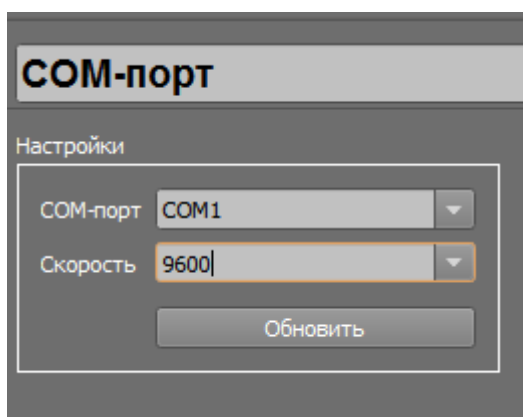 COM-порт
Настройки
COM-порт COM1
Скорость 9600
Обновить